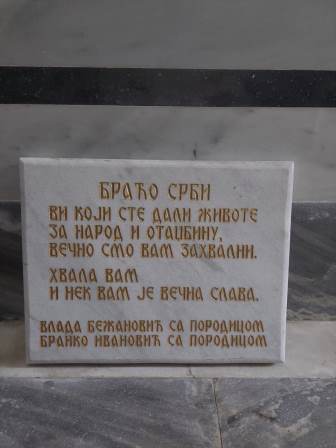 БРАЋО СРБИ
ВИ КОЈИ СТЕ ДАЛИ ЖИВОТЕ
ЗА НАРОД И ОТАЏБИНУ,
ВЕЧНО СМО ВАМ ЗАХВАЛНИ.
ХВАЛА ВАМ
И НЕК ВАМ ЈЕ ВЕЧНА СЛАВА.
ВЛАДА БЕЖАНОВИЋ СА ПОРОДИЦОМ
БРАЈКО ИВАНОВИЋ СА ПОРОДИЦОМ